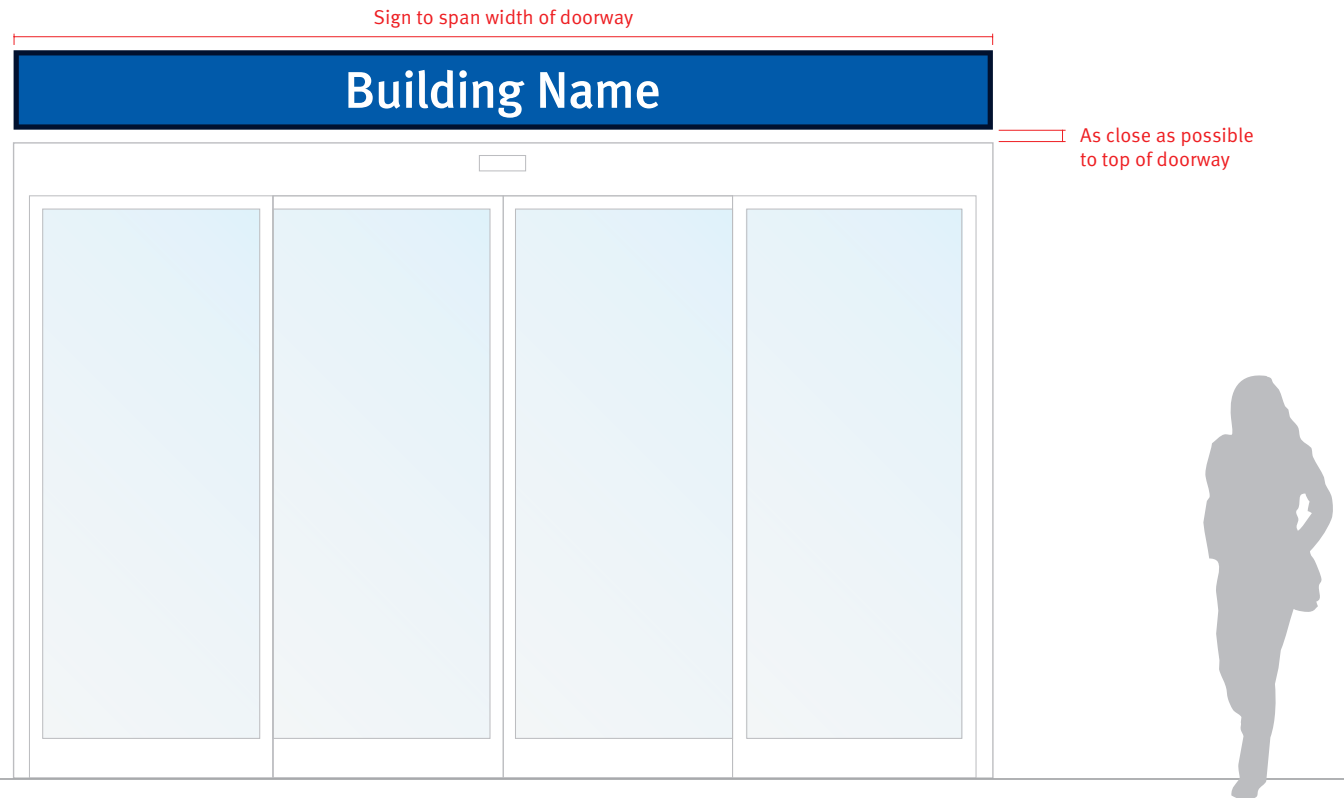 Sign to span width of doorway
Building Name
As close as possible
to top of doorway